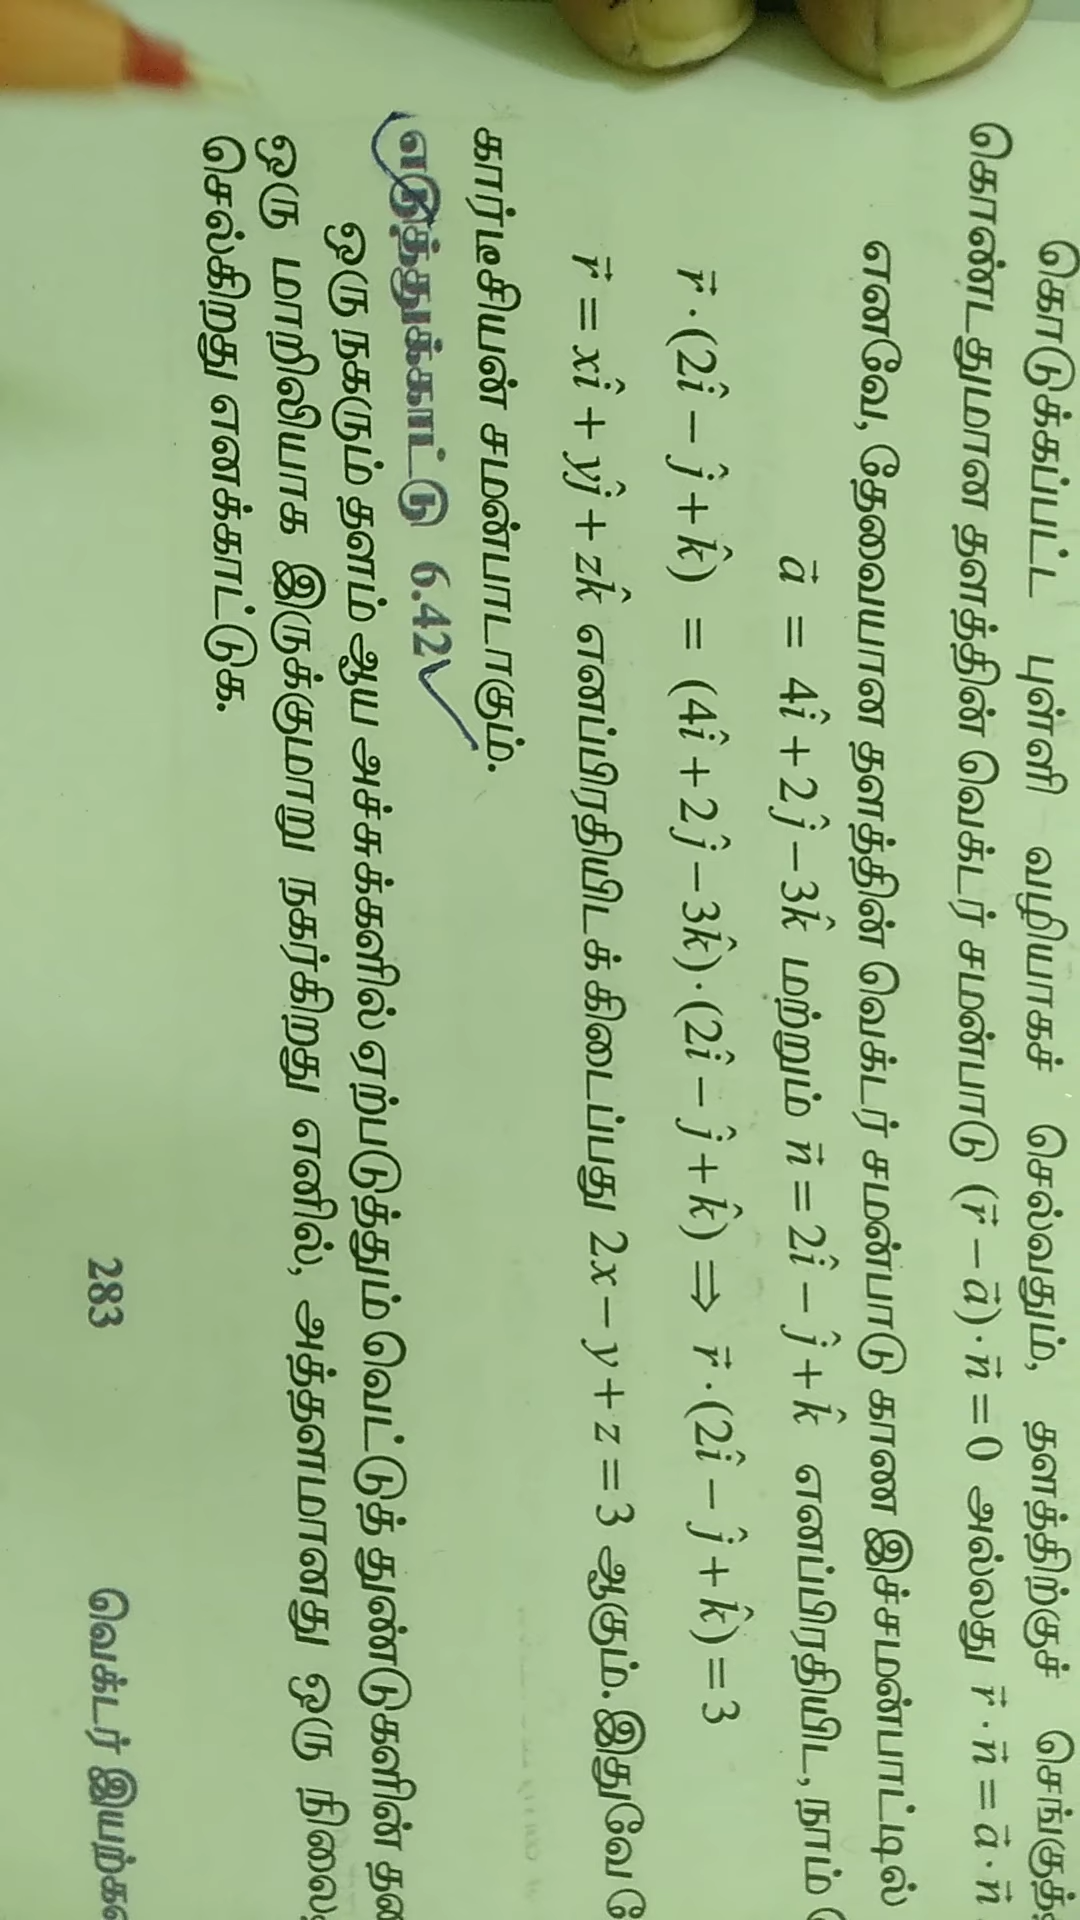 கொடுக்கப்பட்ட புள்ளி வழியாகச் செல்வதும், தளத்திற்குச்
கொண்டதுமான தளத்தின் வெக்டர் சமன்பாடு (r⃗ − a⃗)·n⃗ = 0 அல்லது r⃗·n⃗ = a⃗·n⃗
எனவே, தேவையான தளத்தின் வெக்டர் சமன்பாடு காண இச்சமன்பாட்டில்
a⃗ = 4î + 2ĵ − 3k̂ மற்றும் n⃗ = 2î − ĵ + k̂ எனப்பிரதியிட, நாம்
r⃗·(2î − ĵ + k̂) = (4î + 2ĵ − 3k̂)·(2î − ĵ + k̂) ⇒ r⃗·(2î − ĵ + k̂) = 3
r⃗ = xî + yĵ + zk̂ எனப்பிரதியிடக் கிடைப்பது 2x − y + z = 3 ஆகும். இதுவே
கார்டீசியன் சமன்பாடாகும்.
எடுத்துக்காட்டு 6.42
ஒரு நகரும் தளம் ஆய அச்சுக்களில் ஏற்படுத்தும் வெட்டுத் துண்டுகளின்
ஒரு மாறிலியாக இருக்குமாறு நகர்கிறது எனில், அத்தளமானது ஒரு
செல்கிறது எனக்காட்டுக.
283 வெக்டர்